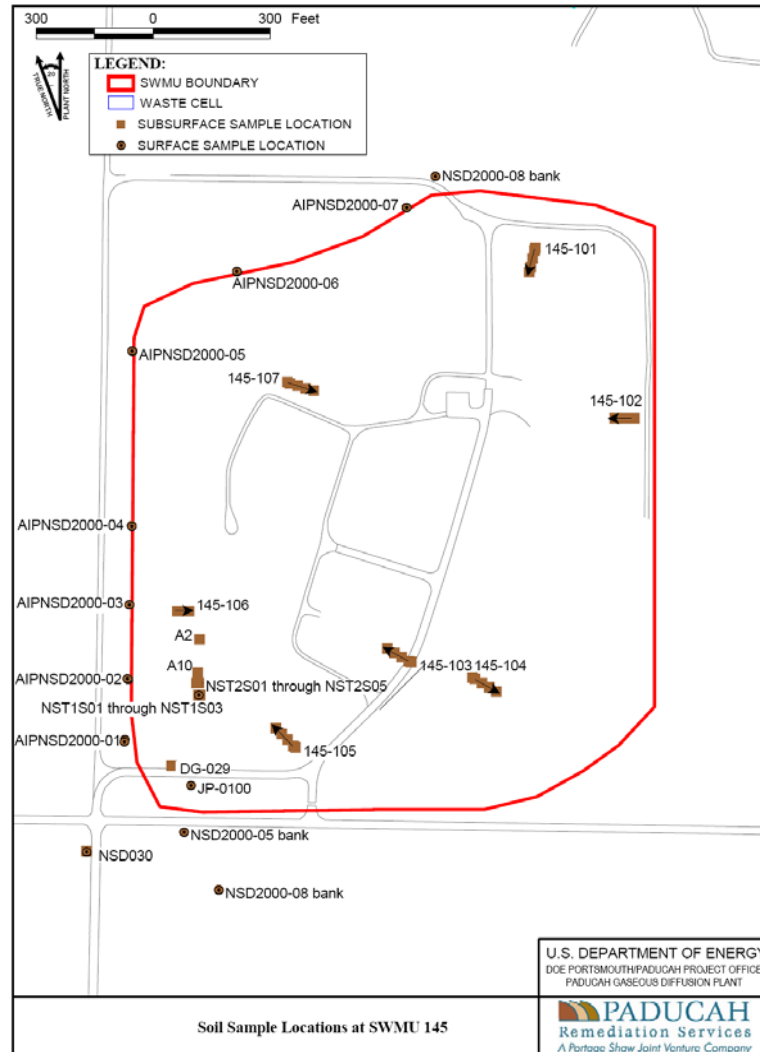 300 0 300 Feet
TRUE NORTH
20
PLANT NORTH
LEGEND:
SWMU BOUNDARY
WASTE CELL
SUBSURFACE SAMPLE LOCATION
SURFACE SAMPLE LOCATION
NSD2000-08 bank
AIPNSD2000-07
145-101
AIPNSD2000-06
AIPNSD2000-05
145-107
145-102
AIPNSD2000-04
AIPNSD2000-03
145-106
A2
A10
145-103
145-104
AIPNSD2000-02
NST2S01 through NST2S05
NST1S01 through NST1S03
AIPNSD2000-01
145-105
DG-029
JP-0100
NSD2000-05 bank
NSD030
NSD2000-08 bank
U.S. DEPARTMENT OF ENERGY
DOE PORTSMOUTH/PADUCAH PROJECT OFFICE
PADUCAH GASEOUS DIFFUSION PLANT
Soil Sample Locations at SWMU 145
PADUCAH
Remediation Services
A Portage Shaw Joint Venture Company